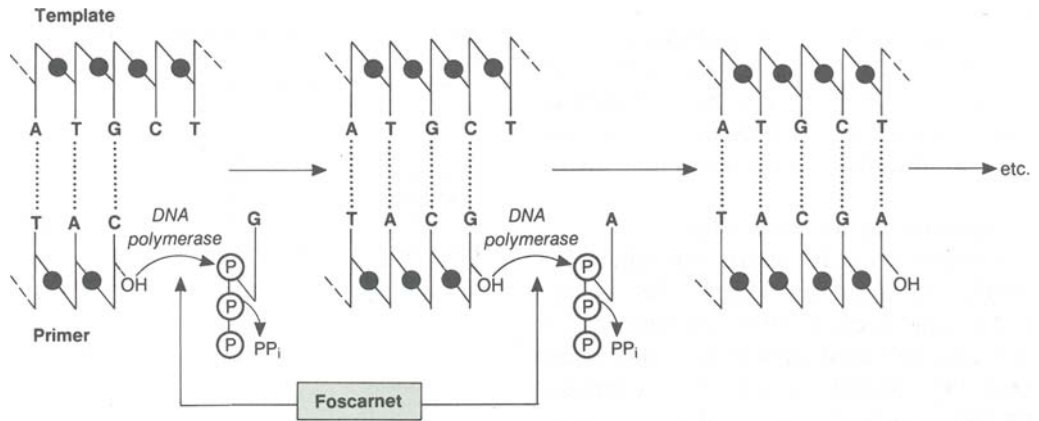 Template
A T G C T
A T G C T
A T G C T
etc.
T A C
DNA
polymerase
G
T A C G
DNA
polymerase
A
T A C G A
OH
P
P
P
PPi
OH
P
P
P
PPi
OH
Primer
Foscarnet